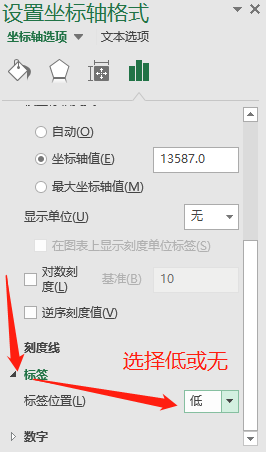 设置坐标轴格式
坐标轴选项 文本选项
自动(O)
坐标轴值(E) 13587.0
最大坐标轴值(M)
显示单位(U) 无
在图表上显示刻度单位标签(S)
对数刻
度(L) 基准(B) 10
逆序刻度值(V)
刻度线
选择低或无
标签
标签位置(L) 低
数字